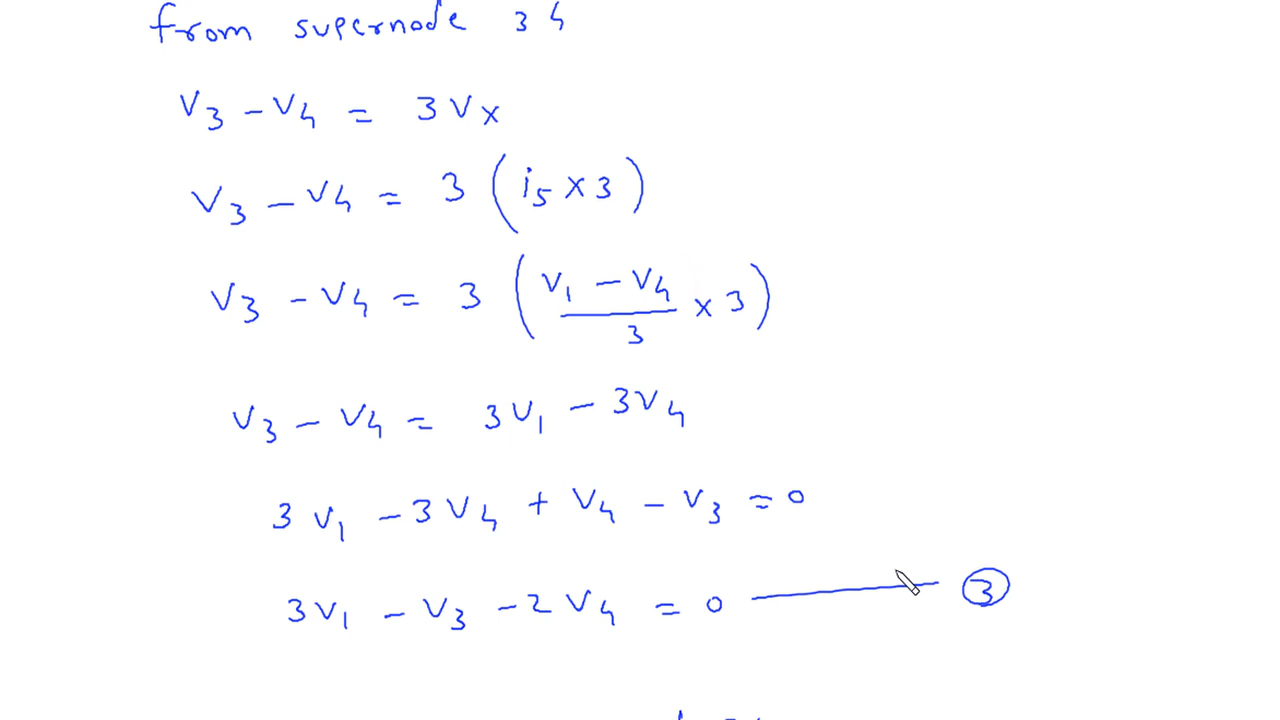 from supernode 3 4
V3 - V4 = 3Vx
V3 - V4 = 3 (i5 × 3)
V3 - V4 = 3 ((V1 - V4)/3 × 3)
V3 - V4 = 3V1 - 3V4
3V1 - 3V4 + V4 - V3 = 0
3V1 - V3 - 2V4 = 0 —— ③